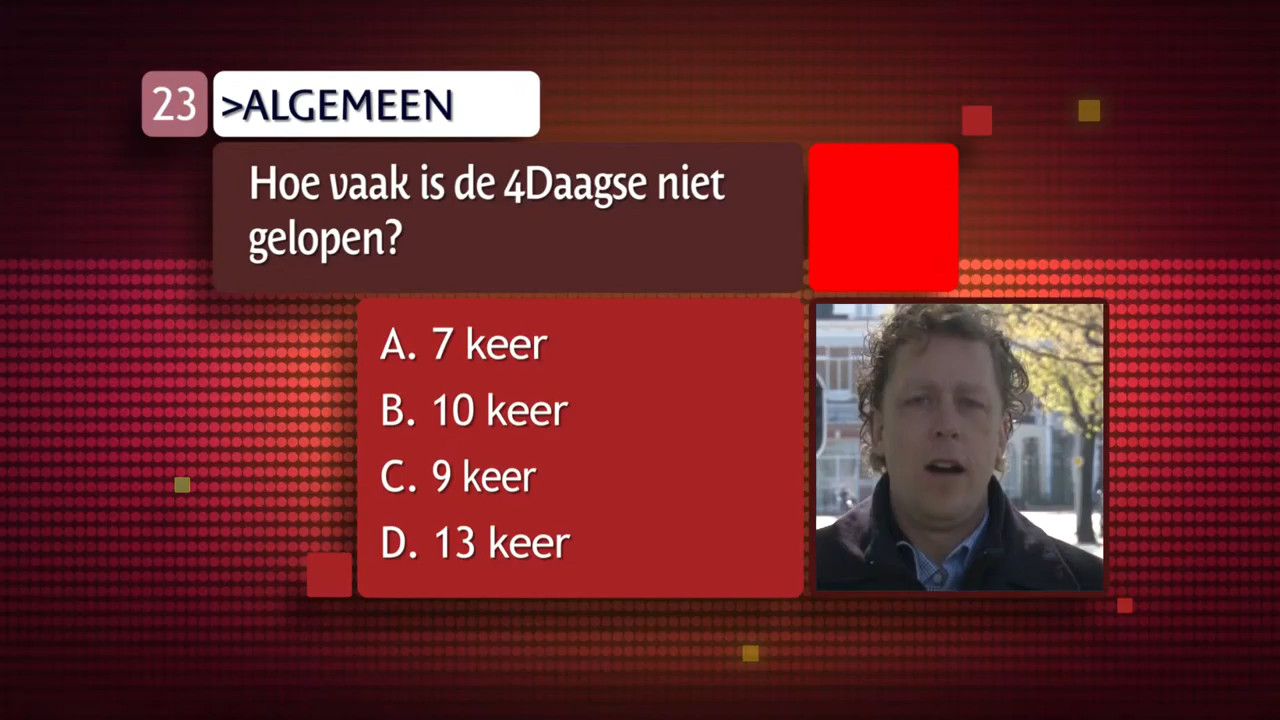 23
>ALGEMEEN
Hoe vaak is de 4Daagse niet
gelopen?
A. 7 keer
B. 10 keer
C. 9 keer
D. 13 keer